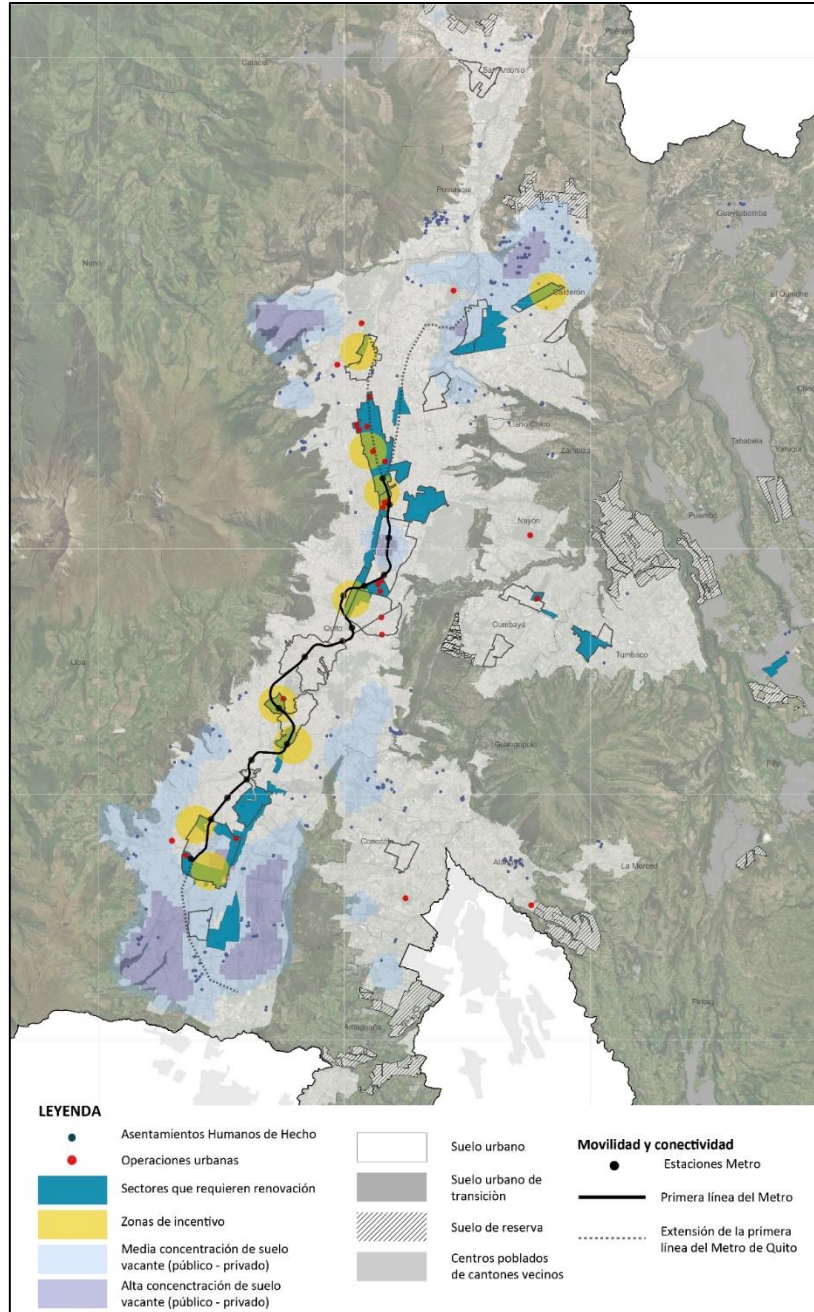 Calacalí
San Antonio
Pomasqui
Nono
Guayllabamba
Calderón
El Quinche
Llano Chico
Zámbiza
Tababela
Yaruquí
Puembo
Nayón
Quito
Cumbayá
Tumbaco
Lloa
Guangopolo
Pifo
Conocoto
Alangasí
La Merced
Píntag
Amaguaña
LEYENDA
Asentamientos Humanos de Hecho
Operaciones urbanas
Sectores que requieren renovación
Zonas de incentivo
Media concentración de suelo
vacante (público - privado)
Alta concenctración de suelo
vacante (público - privado)
Suelo urbano
Suelo urbano de
transiciòn
Suelo de reserva
Centros poblados
de cantones vecinos
Movilidad y conectividad
Estaciones Metro
Primera línea del Metro
Extensión de la primera
línea del Metro de Quito